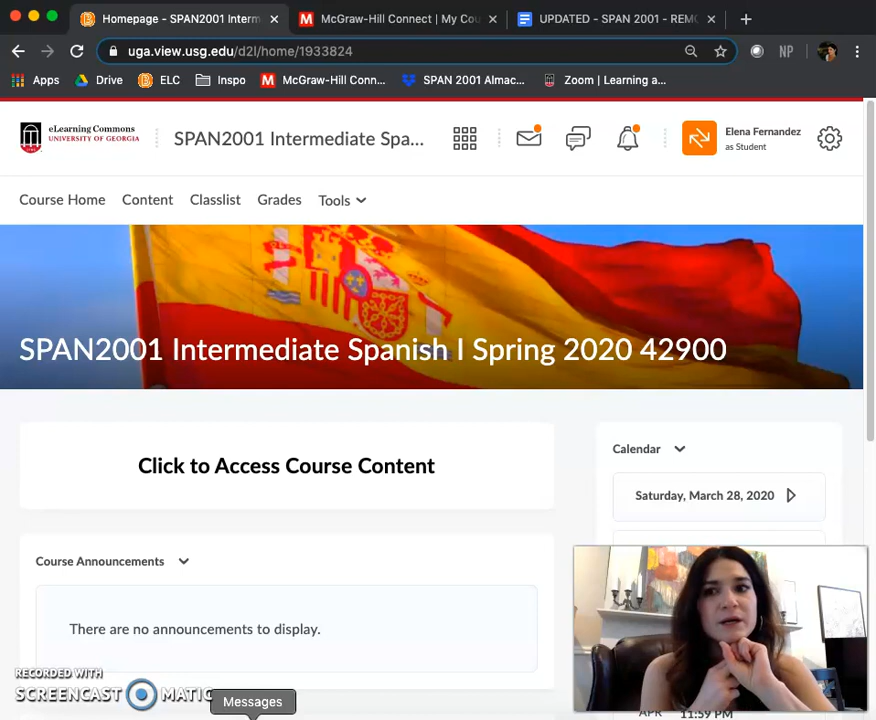 Homepage - SPAN2001 Interm
McGraw-Hill Connect | My Cou
UPDATED - SPAN 2001 - REMO
uga.view.usg.edu/d2l/home/1933824
NP
Apps
Drive
ELC
Inspo
McGraw-Hill Conn...
SPAN 2001 Almac...
Zoom | Learning a...
eLearning Commons
UNIVERSITY OF GEORGIA
SPAN2001 Intermediate Spa...
Elena Fernandez
as Student
Course Home
Content
Classlist
Grades
Tools
SPAN2001 Intermediate Spanish I Spring 2020 42900
Click to Access Course Content
Calendar
Saturday, March 28, 2020
Course Announcements
There are no announcements to display.
RECORDED WITH
SCREENCAST MATIC
Messages
APR 11:59 PM